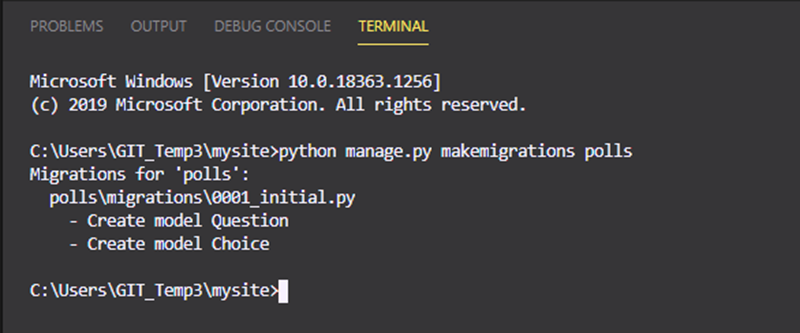 PROBLEMS OUTPUT DEBUG CONSOLE TERMINAL
Microsoft Windows [Version 10.0.18363.1256]
(c) 2019 Microsoft Corporation. All rights reserved.
C:\Users\GIT_Temp3\mysite>python manage.py makemigrations polls
Migrations for 'polls':
polls\migrations\0001_initial.py
- Create model Question
- Create model Choice
C:\Users\GIT_Temp3\mysite>